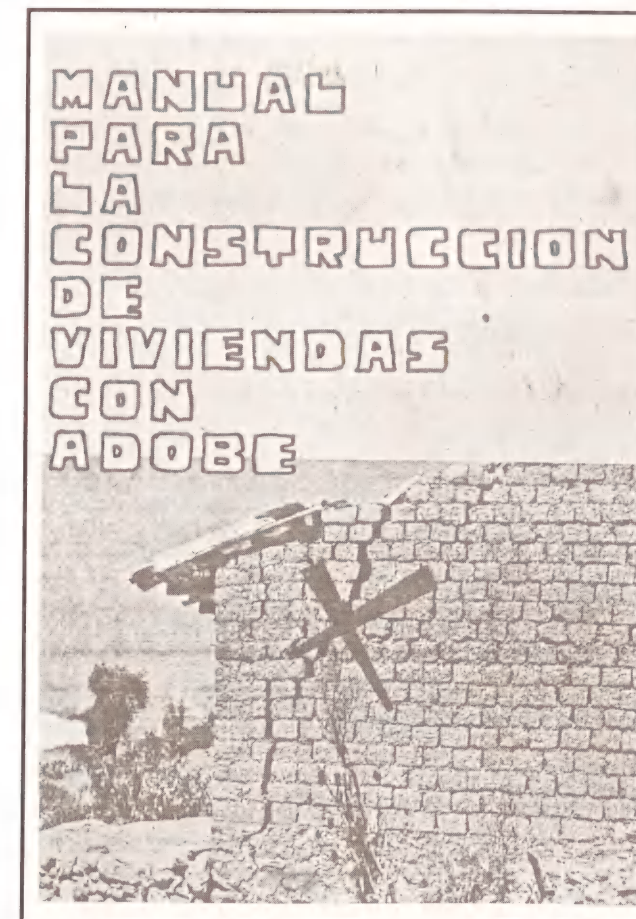 MANUAL
PARA
LA
CONSTRUCCION
DE
VIVIENDAS
CON
ADOBE